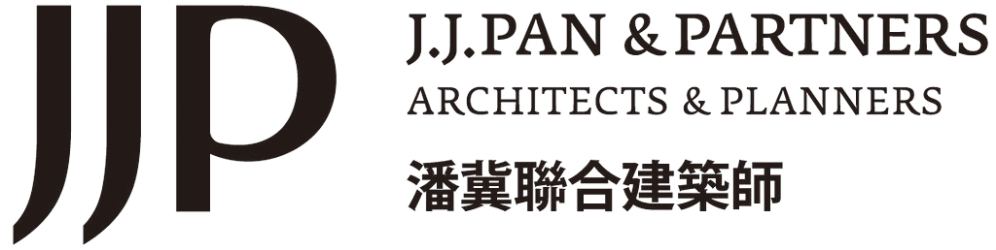 JJP
J.J.PAN & PARTNERS
ARCHITECTS & PLANNERS
潘冀聯合建築師